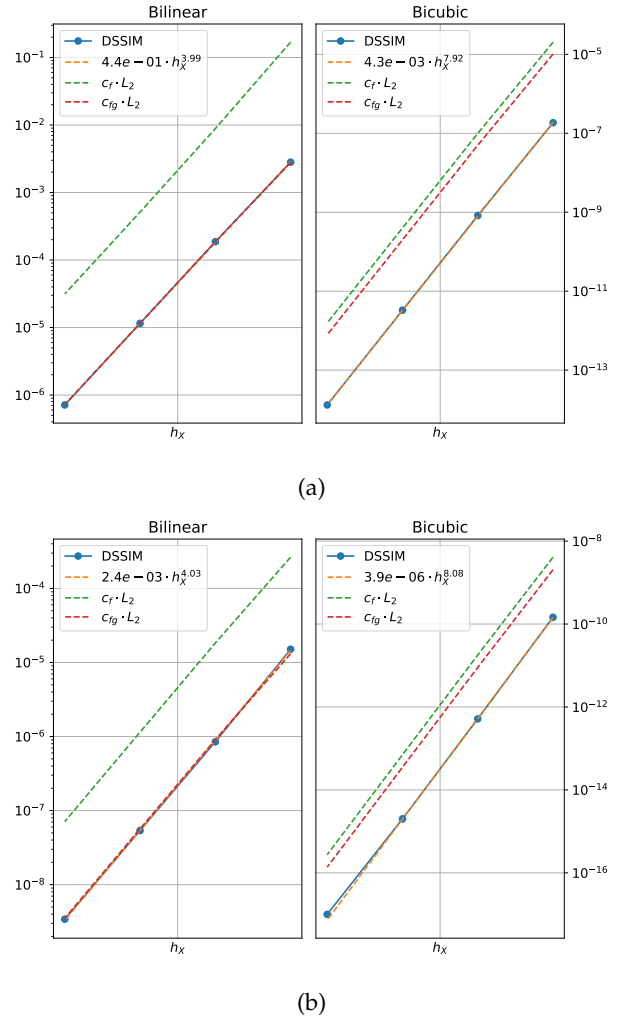 Bilinear
DSSIM
4.4e − 01 · h_X^3.99
c_f · L_2
c_fg · L_2
10^−1
10^−2
10^−3
10^−4
10^−5
10^−6
h_X
Bicubic
DSSIM
4.3e − 03 · h_X^7.92
c_f · L_2
c_fg · L_2
10^−5
10^−7
10^−9
10^−11
10^−13
h_X
(a)
Bilinear
DSSIM
2.4e − 03 · h_X^4.03
c_f · L_2
c_fg · L_2
10^−4
10^−5
10^−6
10^−7
10^−8
h_X
Bicubic
DSSIM
3.9e − 06 · h_X^8.08
c_f · L_2
c_fg · L_2
10^−8
10^−10
10^−12
10^−14
10^−16
h_X
(b)